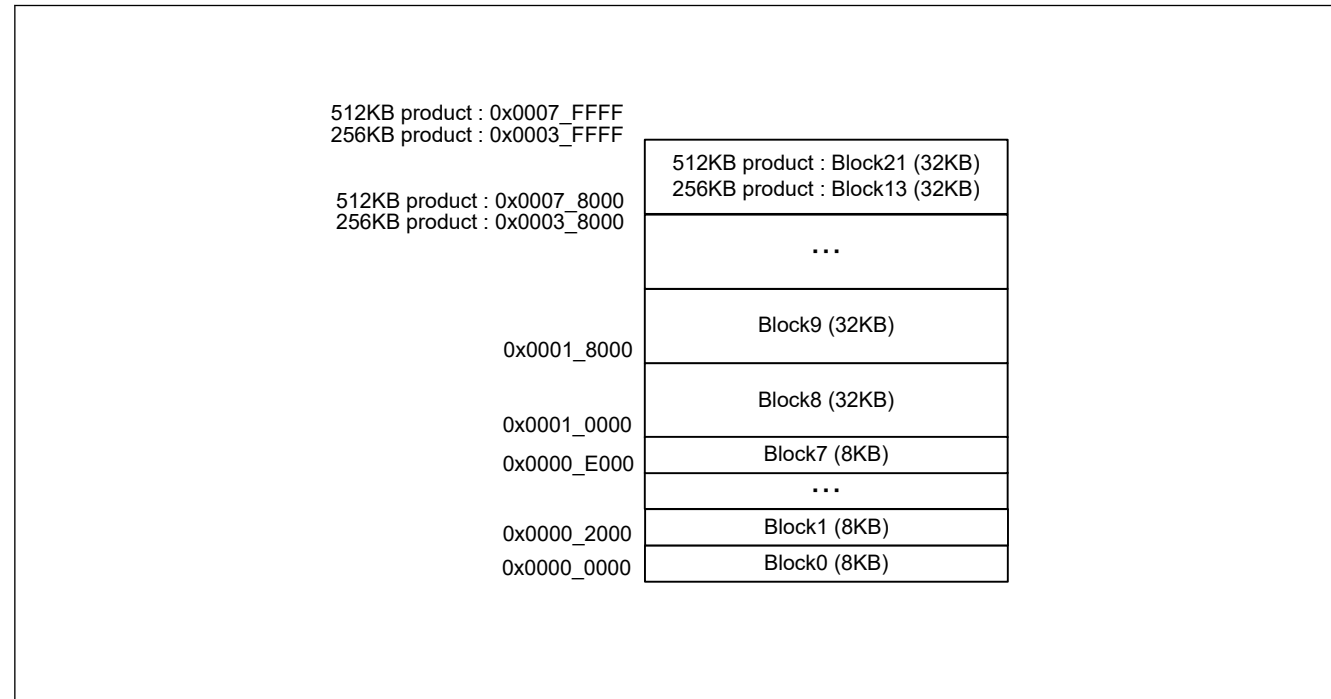 512KB product : 0x0007_FFFF
256KB product : 0x0003_FFFF
512KB product : Block21 (32KB)
256KB product : Block13 (32KB)
512KB product : 0x0007_8000
256KB product : 0x0003_8000
...
Block9 (32KB)
0x0001_8000
Block8 (32KB)
0x0001_0000
Block7 (8KB)
0x0000_E000
...
Block1 (8KB)
0x0000_2000
Block0 (8KB)
0x0000_0000